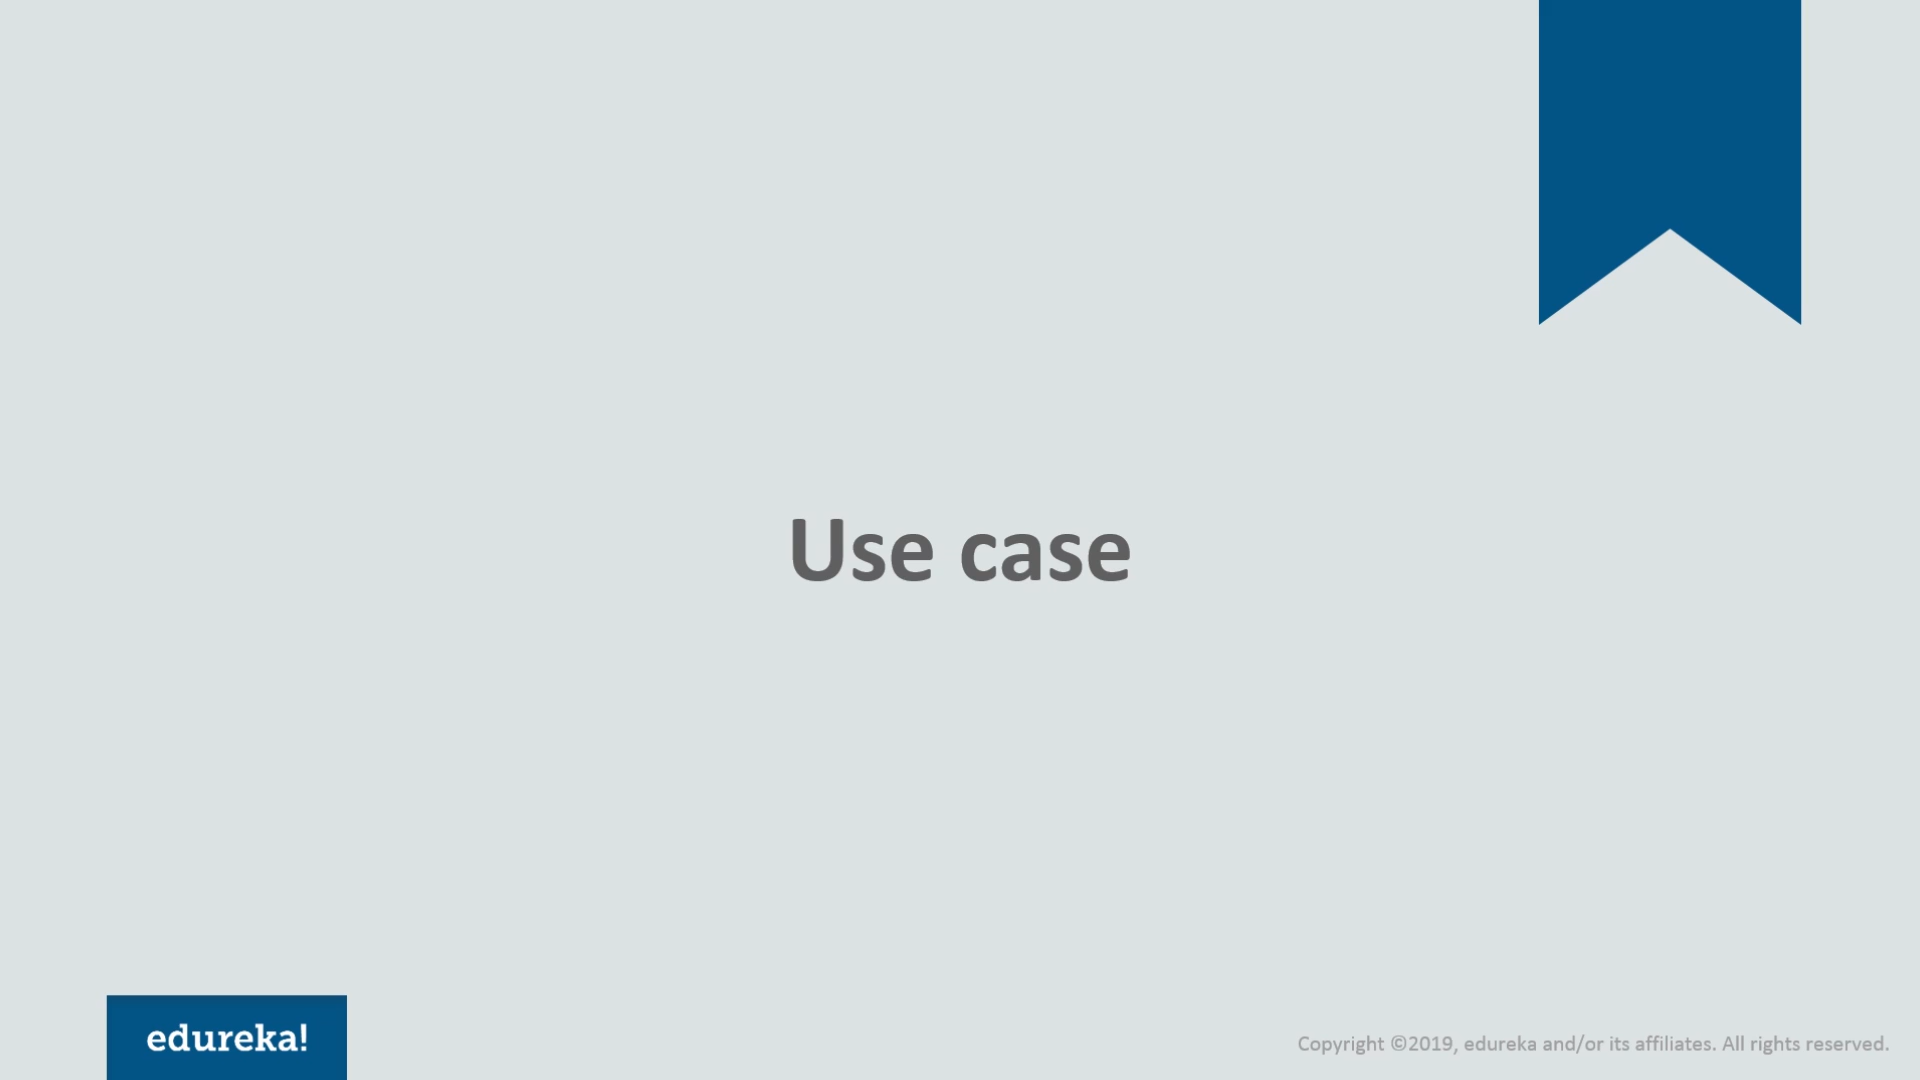 Use case
edureka!
Copyright ©2019, edureka and/or its affiliates. All rights reserved.